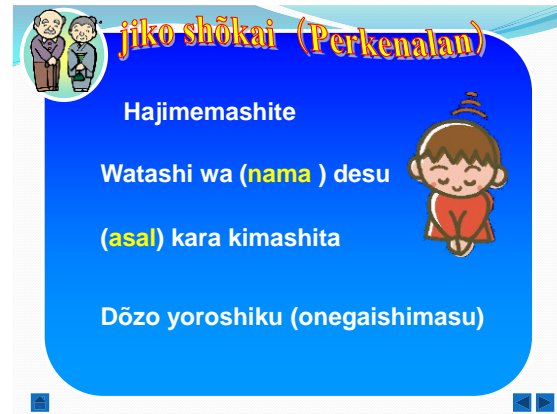 jiko shõkai (Perkenalan)
Hajimemashite
Watashi wa (nama ) desu
(asal) kara kimashita
Dõzo yoroshiku (onegaishimasu)